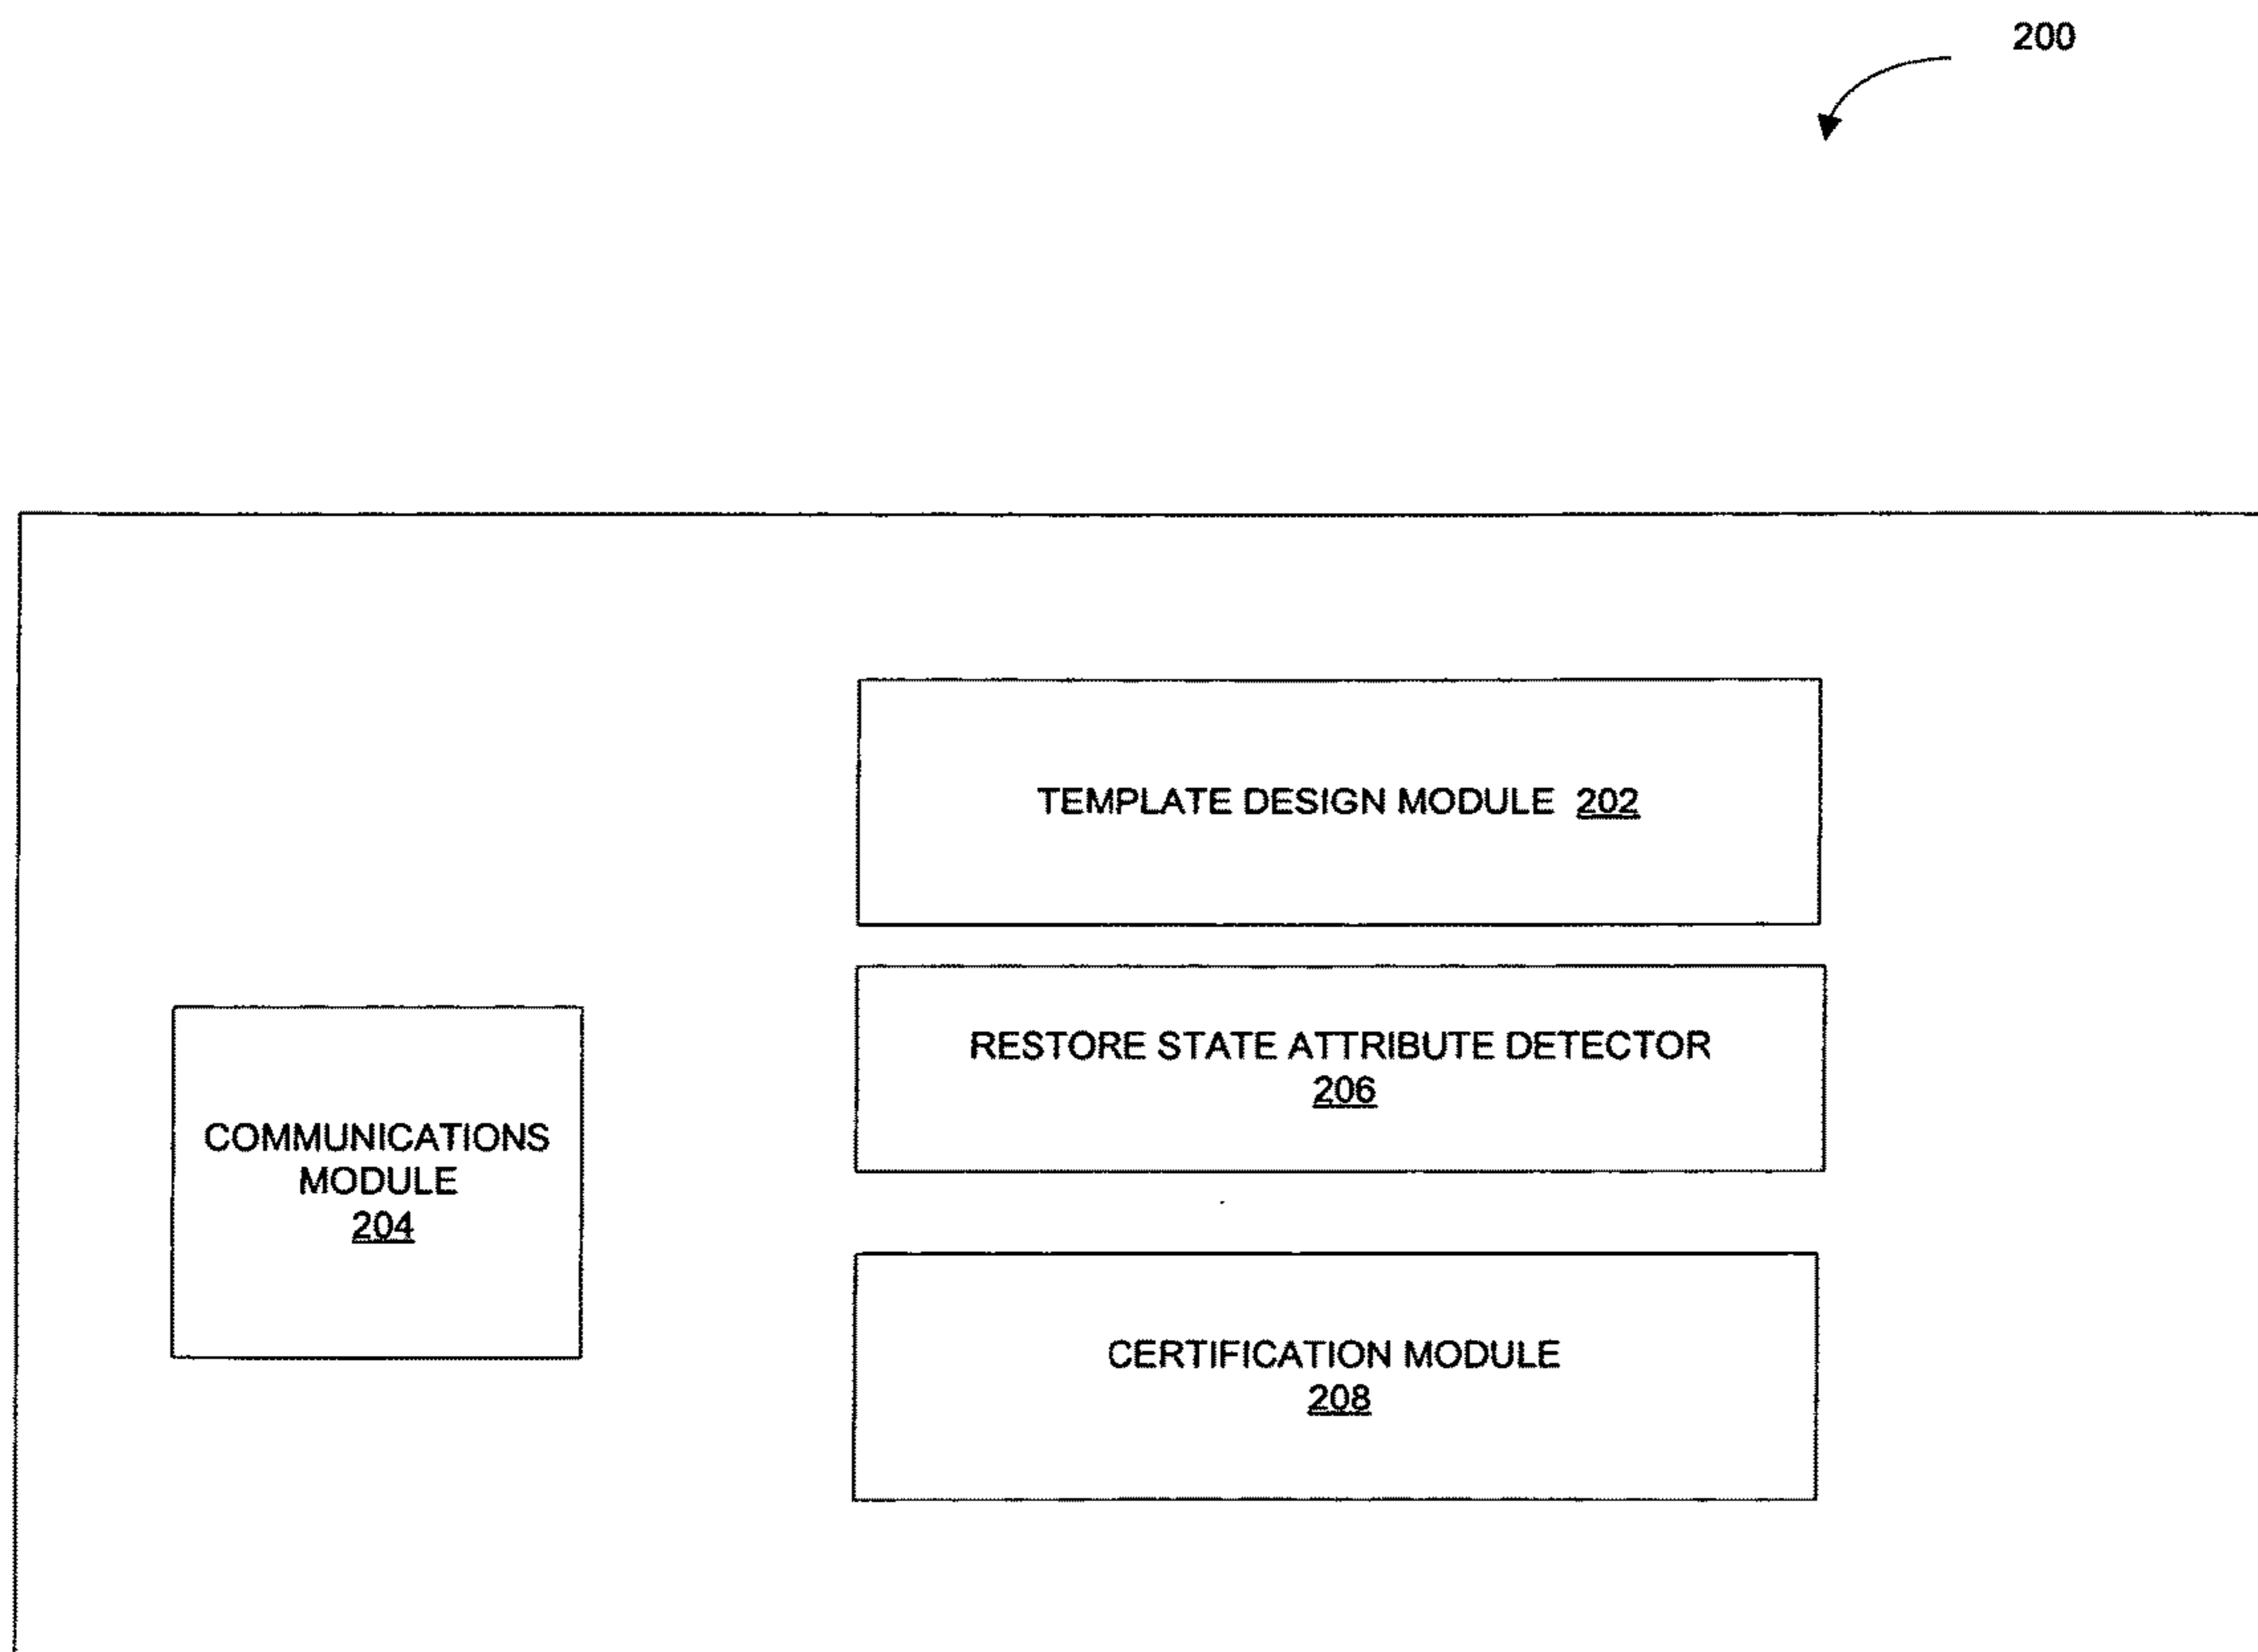 200
TEMPLATE DESIGN MODULE 202
RESTORE STATE ATTRIBUTE DETECTOR
206
COMMUNICATIONS
MODULE
204
CERTIFICATION MODULE
208